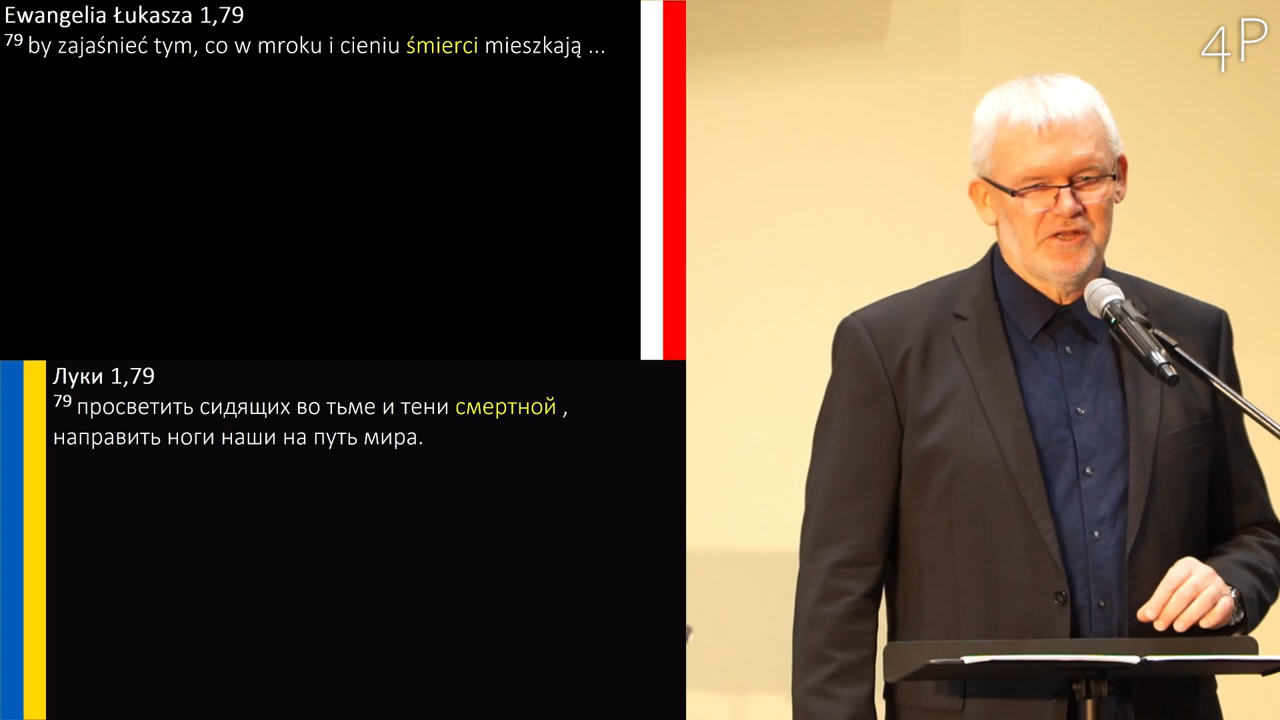 Ewangelia Łukasza 1,79
79 by zajaśnieć tym, co w mroku i cieniu śmierci mieszkają ...
Луки 1,79
79 просветить сидящих во тьме и тени смертной ,
направить ноги наши на путь мира.
4P